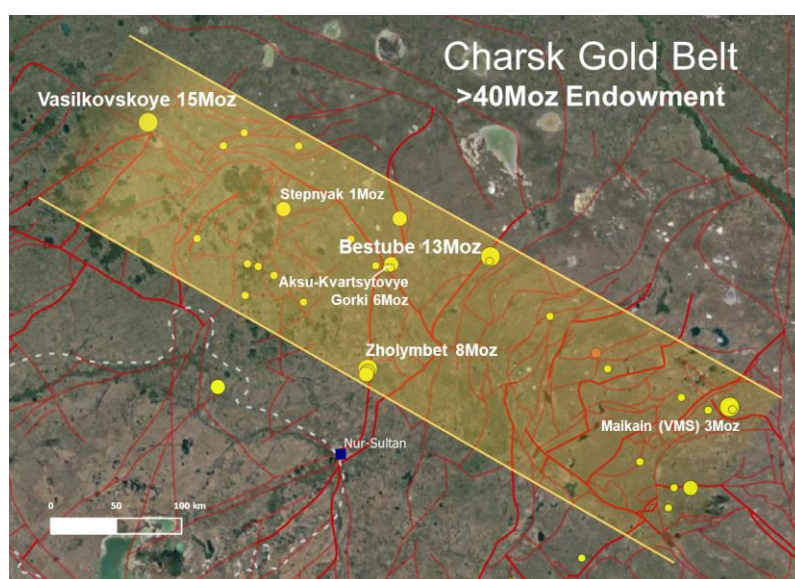 Charsk Gold Belt
>40Moz Endowment
Vasilkovskoye 15Moz
Stepnyak 1Moz
Bestube 13Moz
Aksu-Kvartsytovye
Gorki 6Moz
Zholymbet 8Moz
Maikain (VMS) 3Moz
Nur-Sultan
0 50 100 km